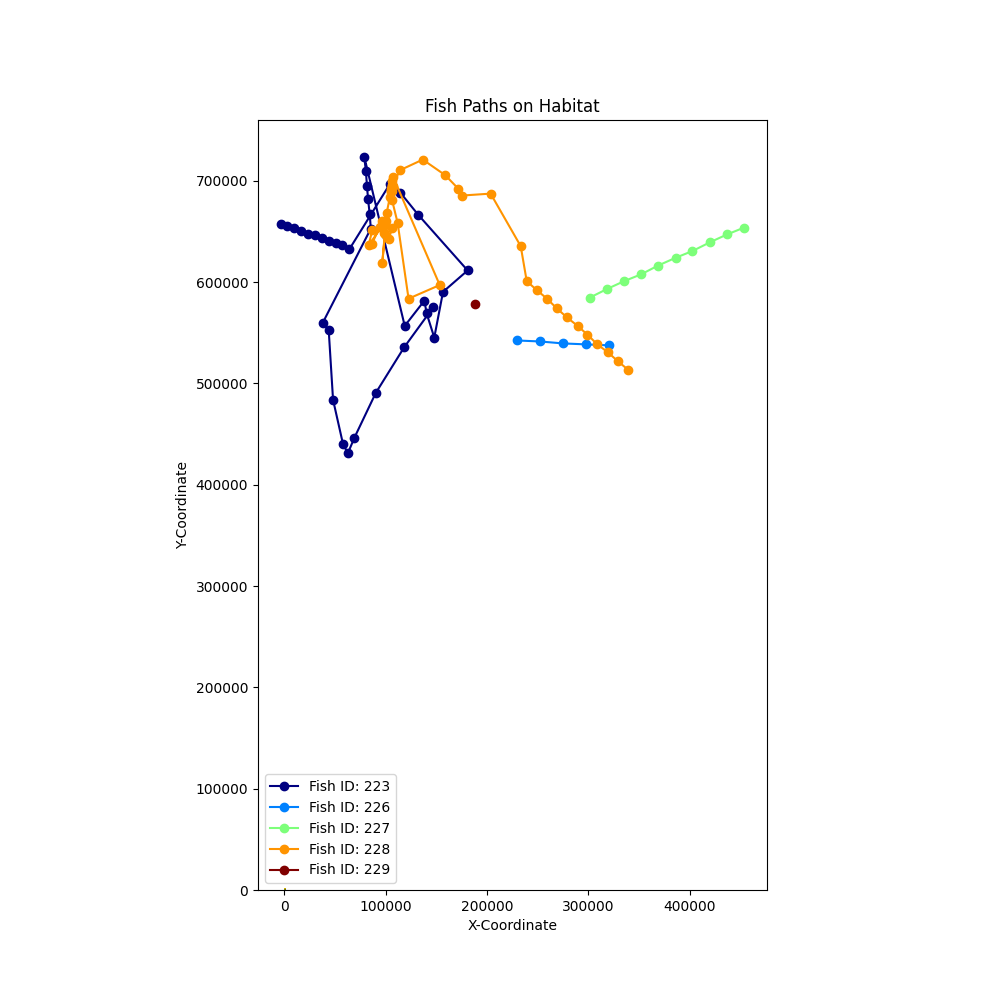 Fish Paths on Habitat
700000
600000
500000
400000
300000
200000
100000
0
Y-Coordinate
Fish ID: 223
Fish ID: 226
Fish ID: 227
Fish ID: 228
Fish ID: 229
0 100000 200000 300000 400000
X-Coordinate